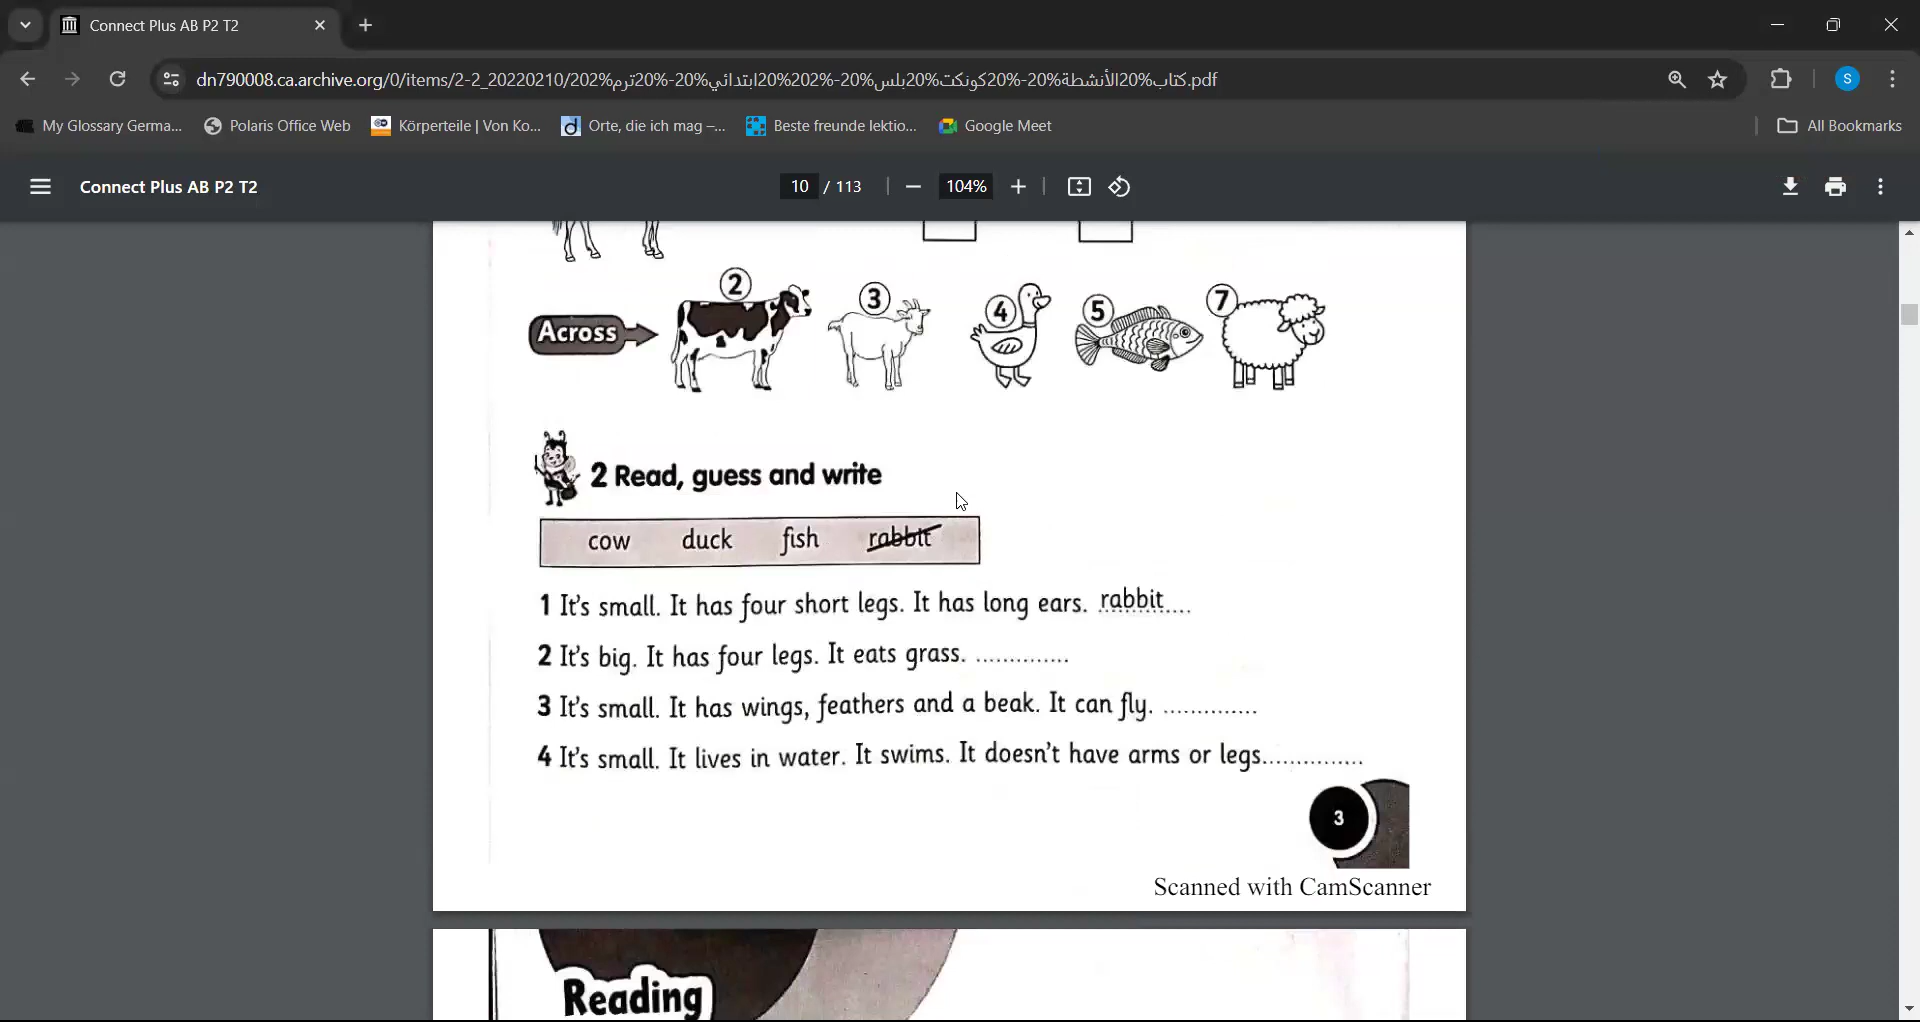 Connect Plus AB P2 T2
dn790008.ca.archive.org/0/items/2-2_20220210/202%كتاب%20الأنشطة%20-%20كونكت%20بلس%20-%202%20ابتدائي%20-%20ترم.pdf
S
My Glossary Germa...
Polaris Office Web
Körperteile | Von Ko...
Orte, die ich mag –...
Beste freunde lektio...
Google Meet
All Bookmarks
Connect Plus AB P2 T2
10 / 113
104%
Across
2
3
4
5
7
2 Read, guess and write
cow duck fish rabbit
1 It's small. It has four short legs. It has long ears. rabbit....
2 It's big. It has four legs. It eats grass. ..............
3 It's small. It has wings, feathers and a beak. It can fly. ..............
4 It's small. It lives in water. It swims. It doesn't have arms or legs...............
3
Scanned with CamScanner
Reading